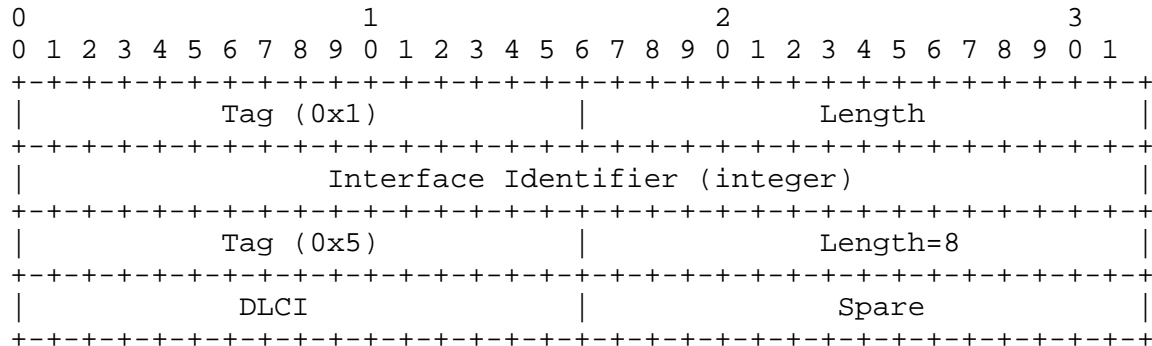 0                   1                   2                   3
0 1 2 3 4 5 6 7 8 9 0 1 2 3 4 5 6 7 8 9 0 1 2 3 4 5 6 7 8 9 0 1
+-+-+-+-+-+-+-+-+-+-+-+-+-+-+-+-+-+-+-+-+-+-+-+-+-+-+-+-+-+-+-+-+
|           Tag (0x1)           |             Length            |
+-+-+-+-+-+-+-+-+-+-+-+-+-+-+-+-+-+-+-+-+-+-+-+-+-+-+-+-+-+-+-+-+
|                 Interface Identifier (integer)                |
+-+-+-+-+-+-+-+-+-+-+-+-+-+-+-+-+-+-+-+-+-+-+-+-+-+-+-+-+-+-+-+-+
|           Tag (0x5)           |             Length=8          |
+-+-+-+-+-+-+-+-+-+-+-+-+-+-+-+-+-+-+-+-+-+-+-+-+-+-+-+-+-+-+-+-+
|            DLCI               |              Spare            |
+-+-+-+-+-+-+-+-+-+-+-+-+-+-+-+-+-+-+-+-+-+-+-+-+-+-+-+-+-+-+-+-+